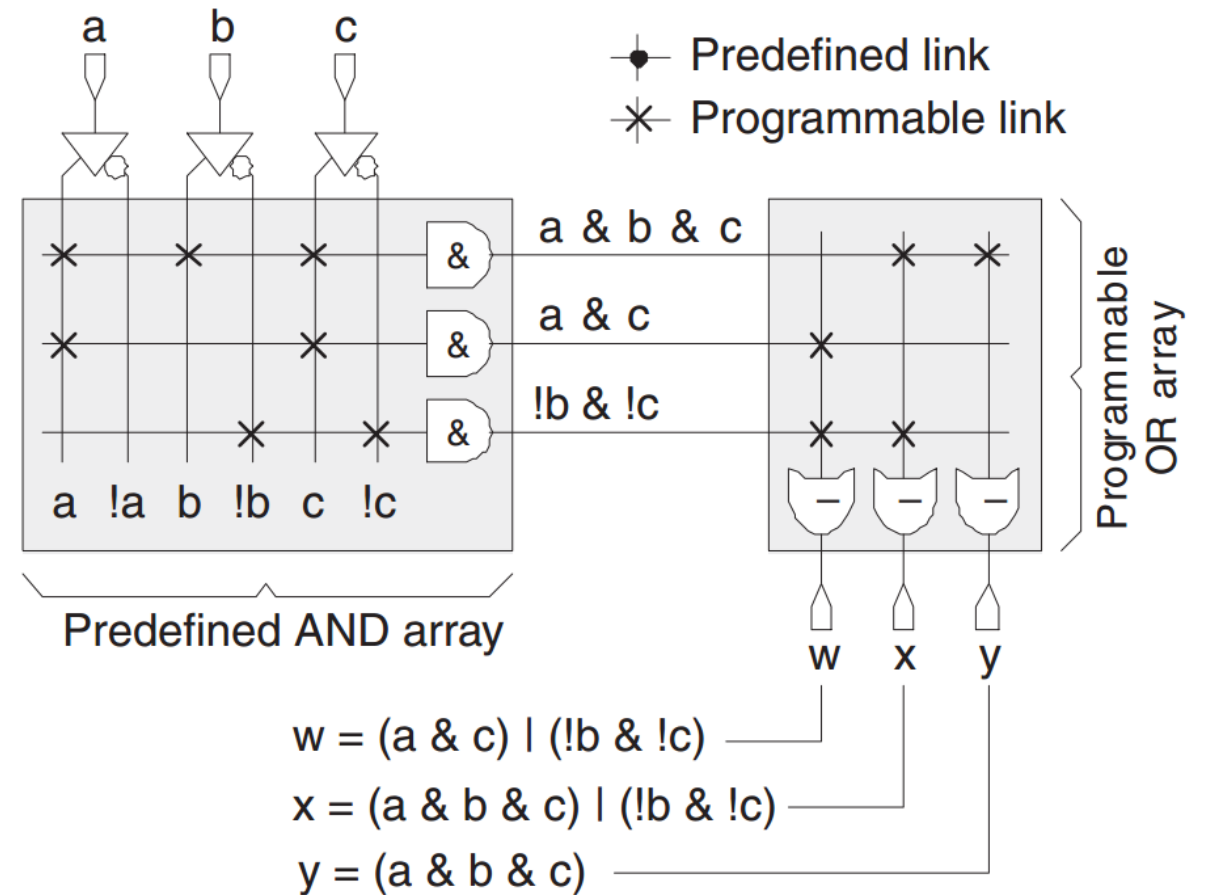 a b c
Predefined link
Programmable link
& a & b & c
& a & c
& !b & !c
a !a b !b c !c
Programmable
OR array
Predefined AND array
w x y
w = (a & c) | (!b & !c)
x = (a & b & c) | (!b & !c)
y = (a & b & c)